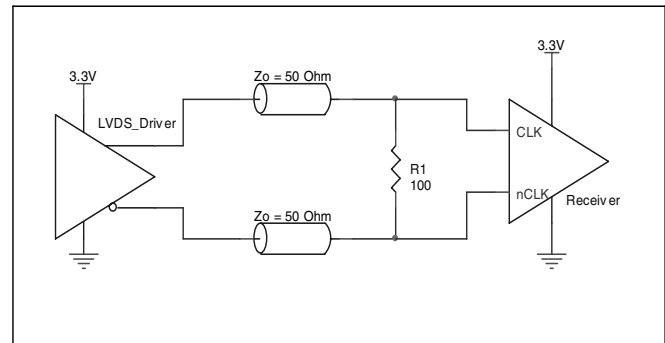 3.3V
Zo = 50 Ohm
3.3V
LVDS_Driver
CLK
R1
100
nCLK
Receiver
Zo = 50 Ohm